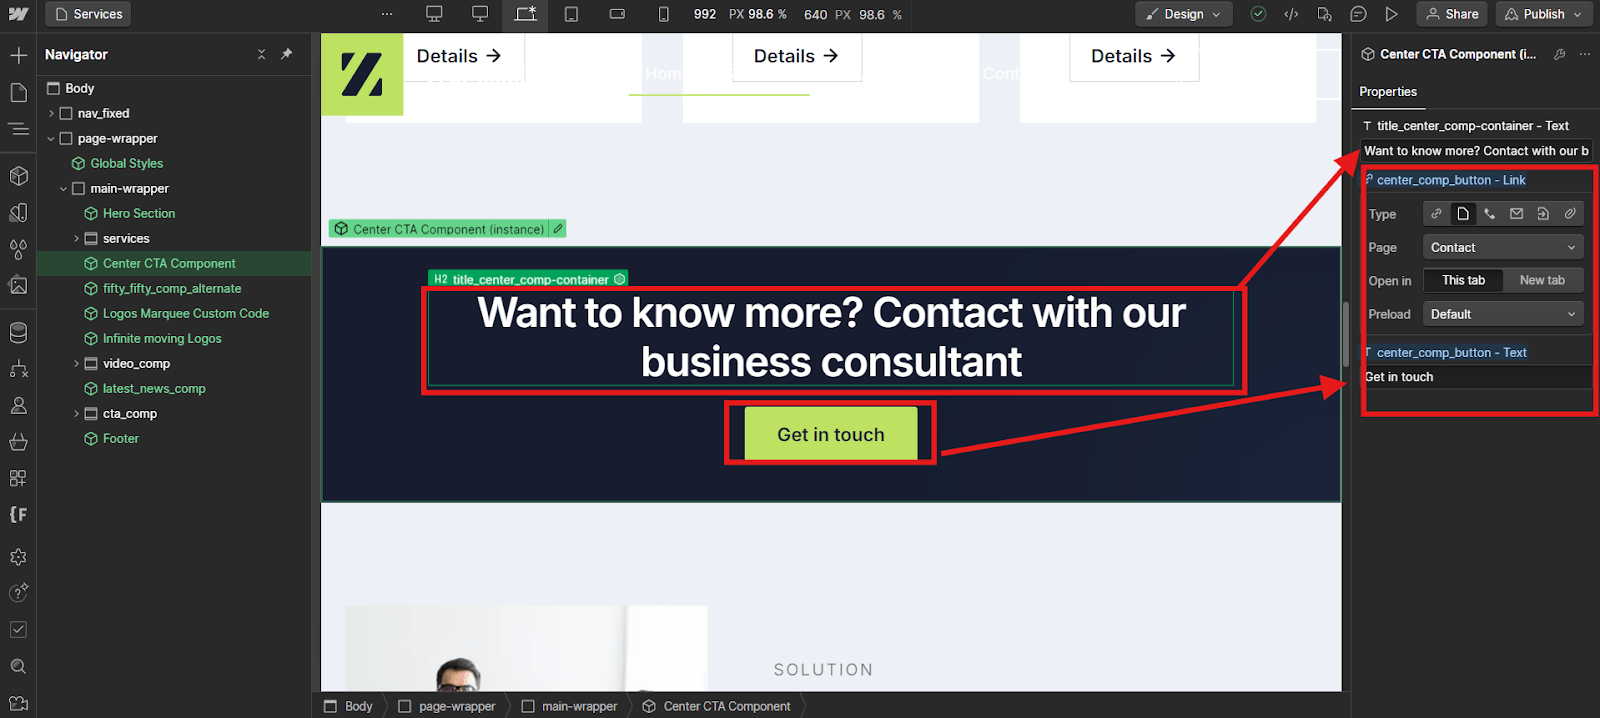 Services
...
992 PX 98.6 %
640 PX 98.6 %
Design
Share
Publish
Navigator
Body
nav_fixed
page-wrapper
Global Styles
main-wrapper
Hero Section
services
Center CTA Component
fifty_fifty_comp_alternate
Logos Marquee Custom Code
Infinite moving Logos
video_comp
latest_news_comp
cta_comp
Footer
Details →
Details →
Details →
Home
Center CTA Component (instance)
H2 title_center_comp-container
Want to know more? Contact with our
business consultant
Get in touch
SOLUTION
Center CTA Component (i...
Properties
title_center_comp-container - Text
Want to know more? Contact with our b
center_comp_button - Link
Type
Page
Contact
Open in
This tab
New tab
Preload
Default
center_comp_button - Text
Get in touch
Body
page-wrapper
main-wrapper
Center CTA Component